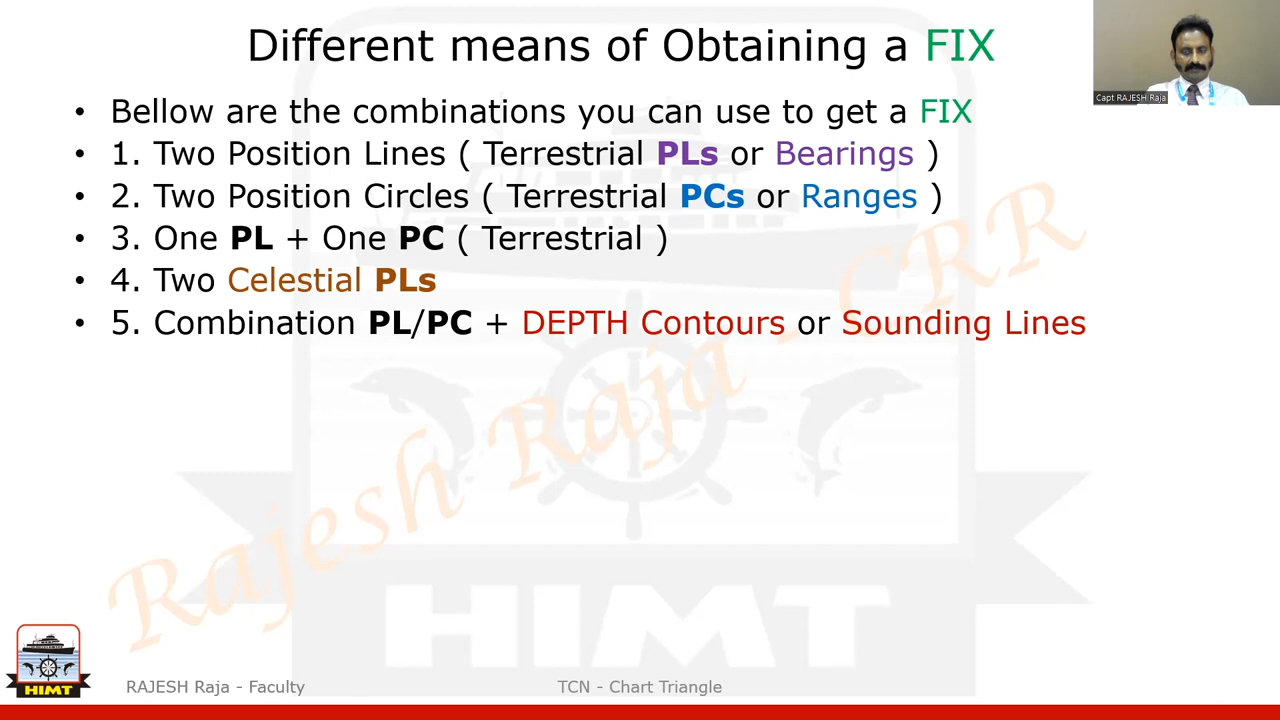 Different means of Obtaining a FIX
Capt RAJESH Raja
• Bellow are the combinations you can use to get a FIX
• 1. Two Position Lines ( Terrestrial PLs or Bearings )
• 2. Two Position Circles ( Terrestrial PCs or Ranges )
• 3. One PL + One PC ( Terrestrial )
• 4. Two Celestial PLs
• 5. Combination PL/PC + DEPTH Contours or Sounding Lines
Rajesh Raja - CRR
HIMT
HIMT
RAJESH Raja - Faculty
TCN - Chart Triangle